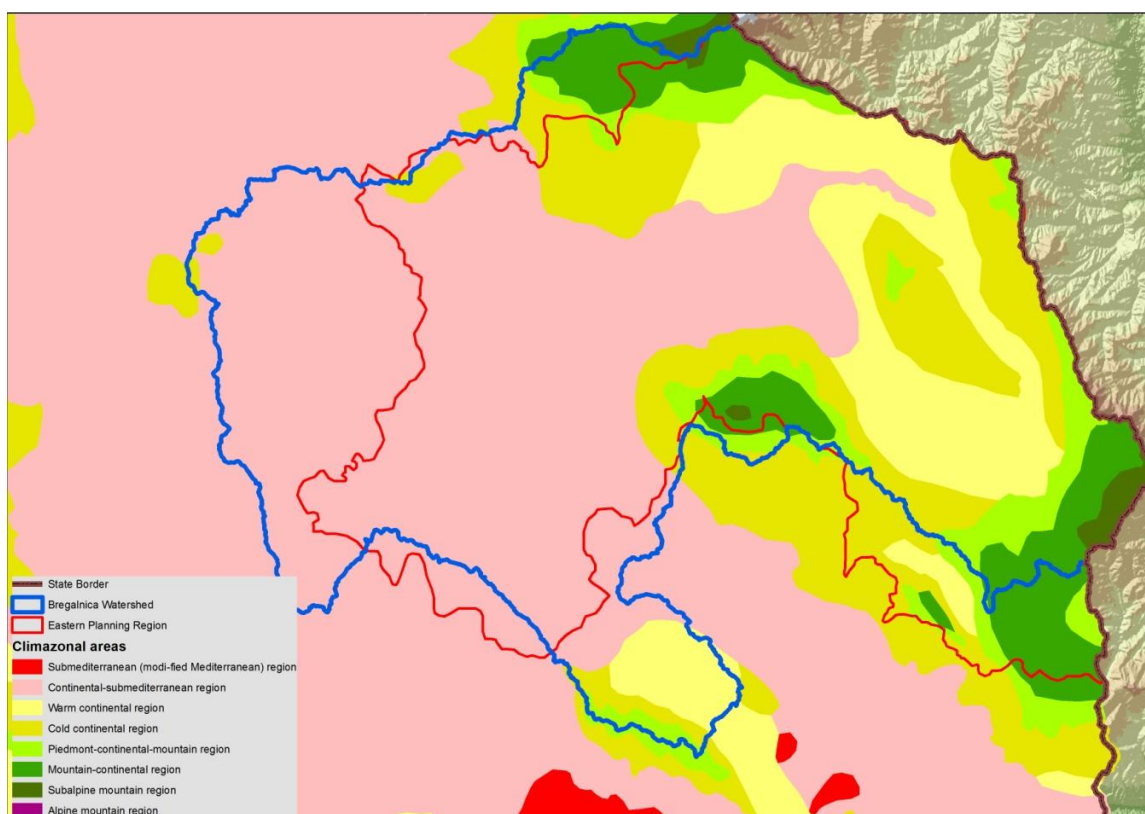 State Border
Bregalnica Watershed
Eastern Planning Region
Climazonal areas
Submediterranean (modi-fied Mediterranean) region
Continental-submediterranean region
Warm continental region
Cold continental region
Piedmont-continental-mountain region
Mountain-continental region
Subalpine mountain region
Alpine mountain region